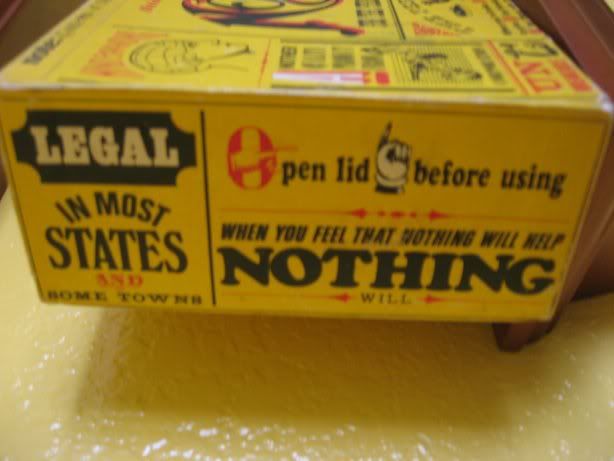 LEGAL
IN MOST
STATES
AND
SOME TOWNS
Open lid before using
WHEN YOU FEEL THAT NOTHING WILL HELP
NOTHING
WILL